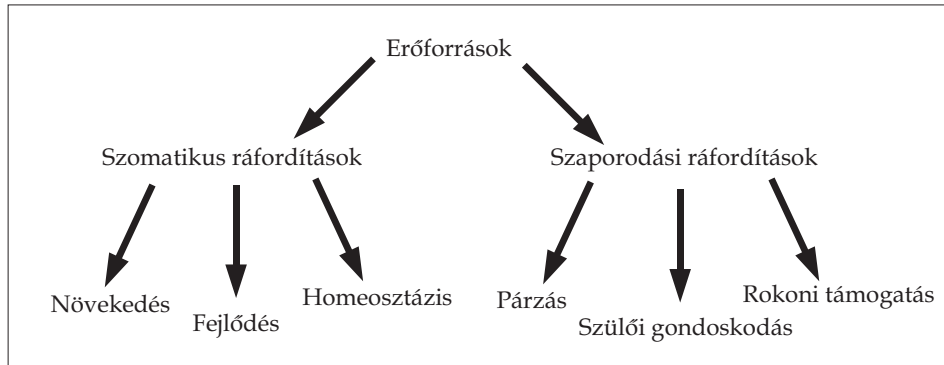 Erőforrások
Szomatikus ráfordítások
Szaporodási ráfordítások
Növekedés
Fejlődés
Homeosztázis
Párzás
Szülői gondoskodás
Rokoni támogatás